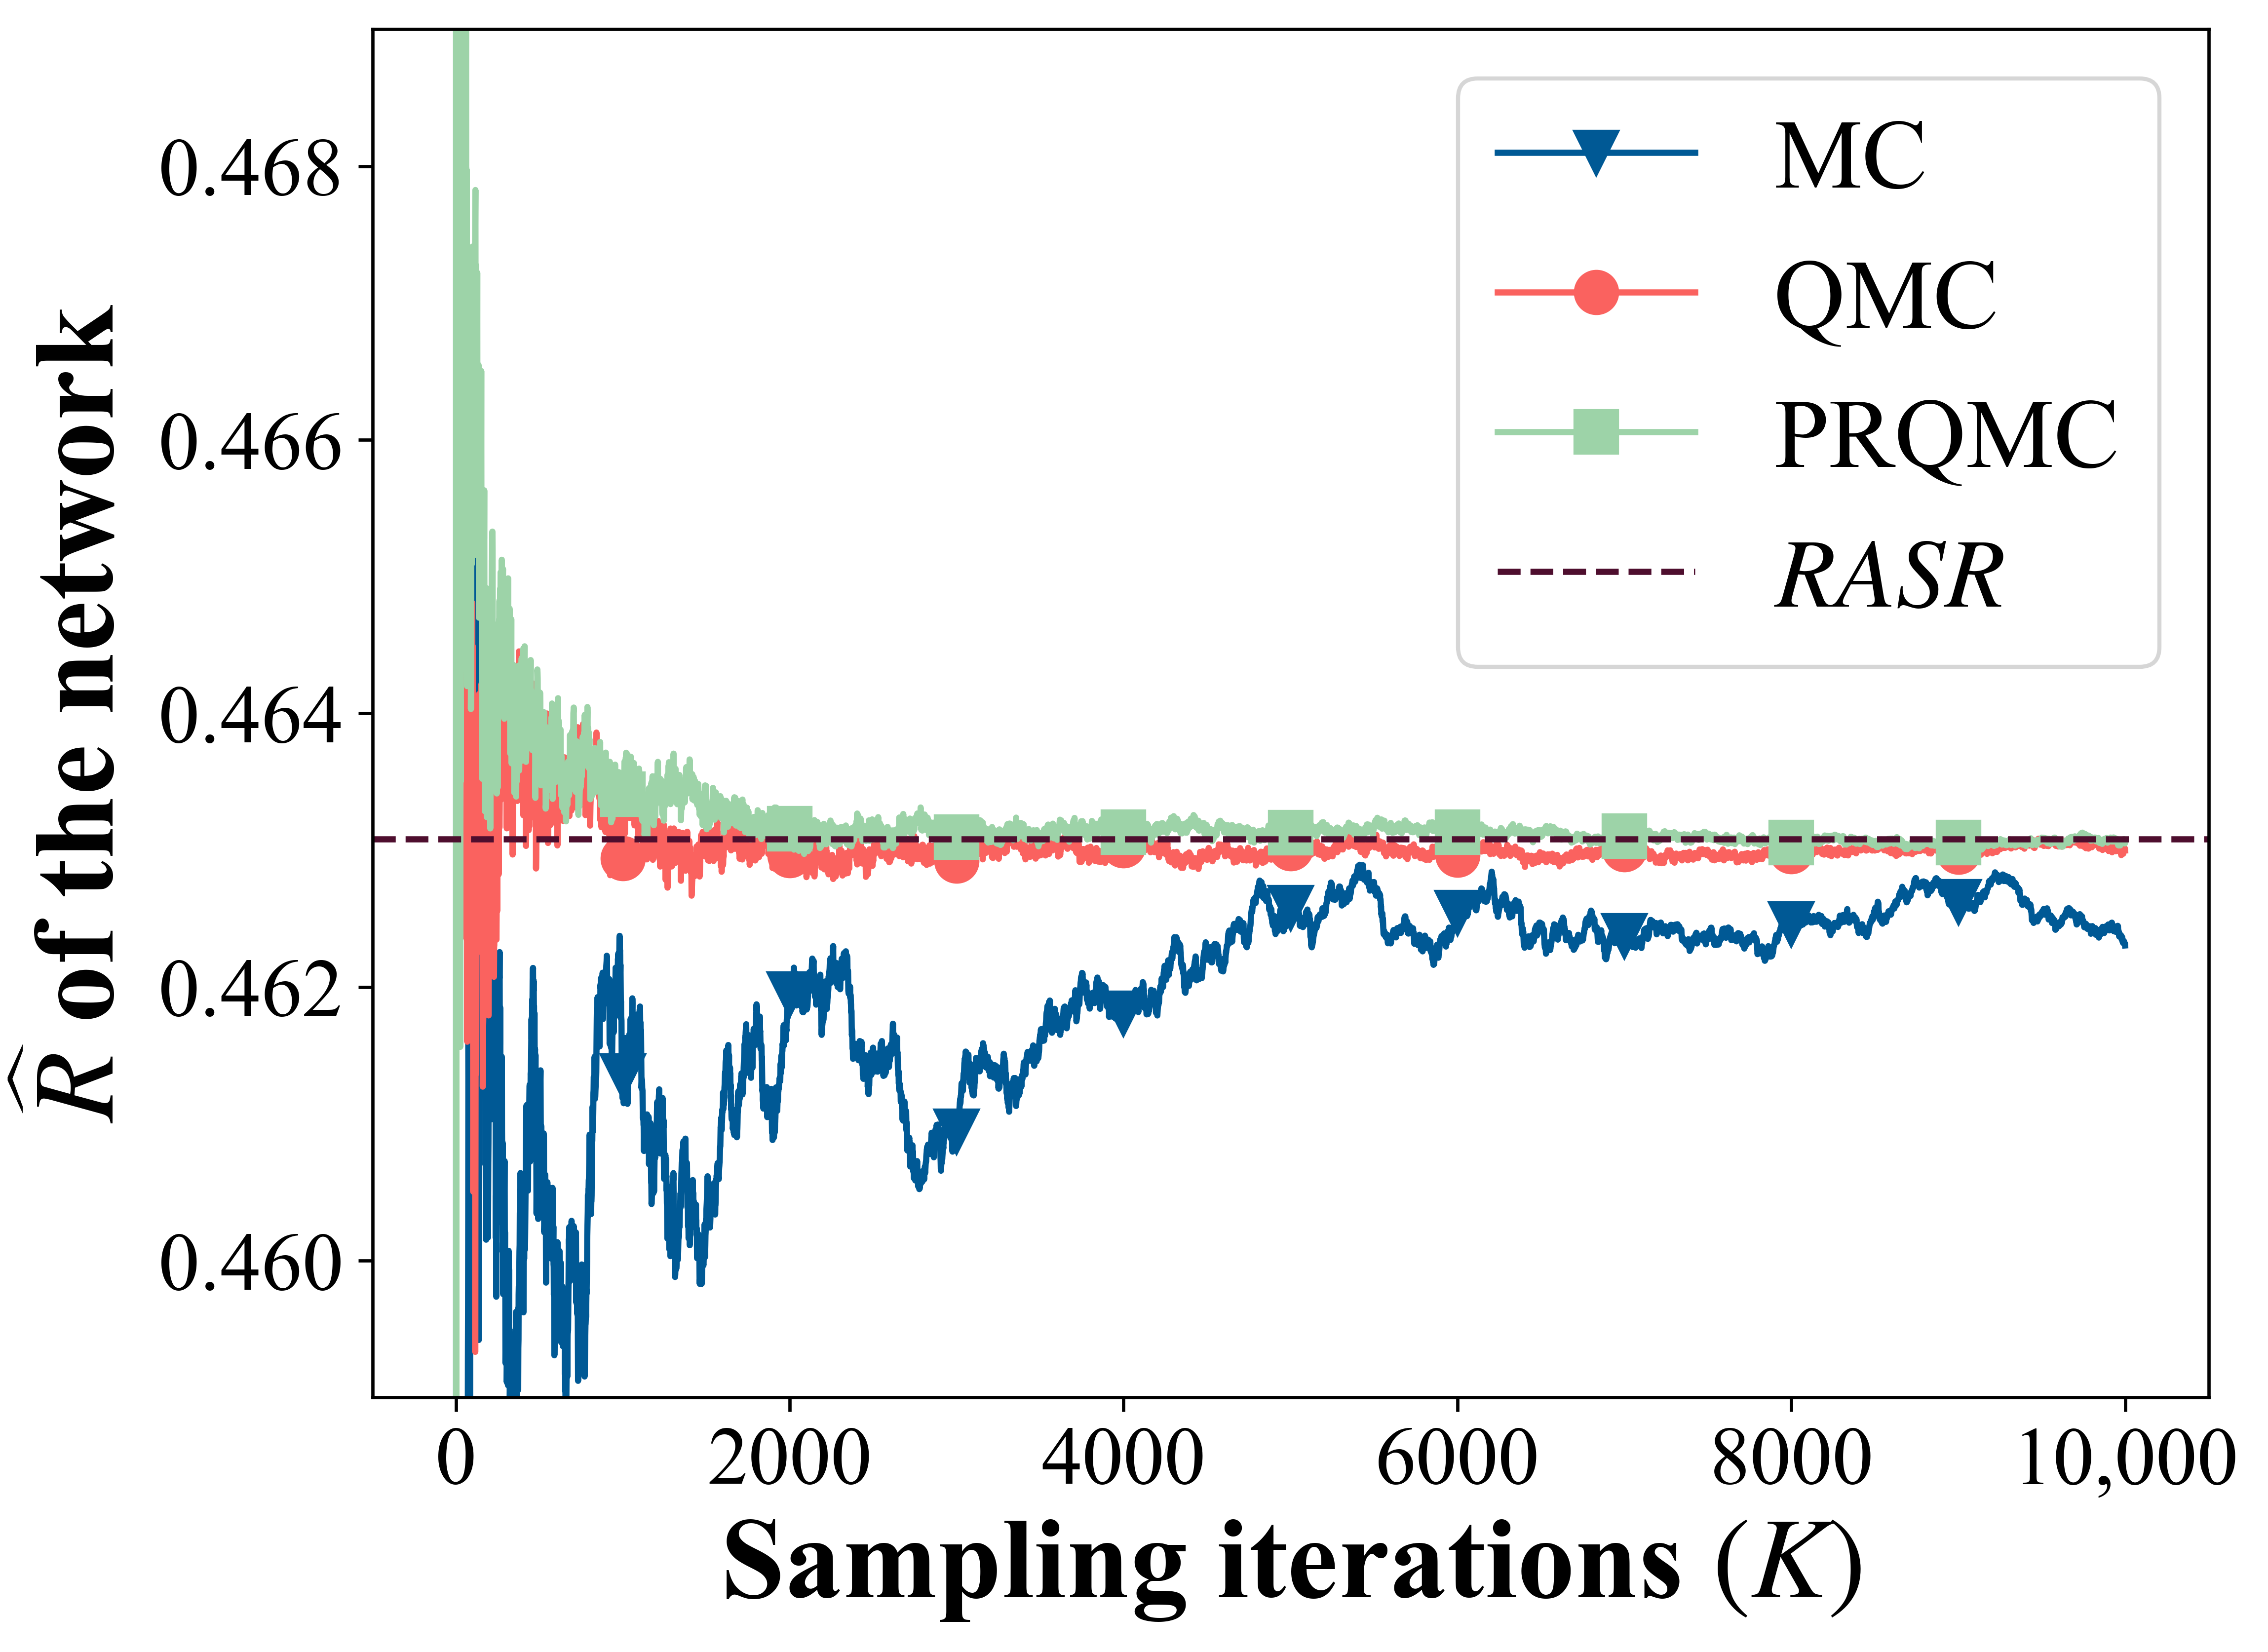 0.468
0.466
0.464
0.462
0.460
R̂ of the network
0
2000
4000
6000
8000
10,000
Sampling iterations (K)
MC
QMC
PRQMC
RASR